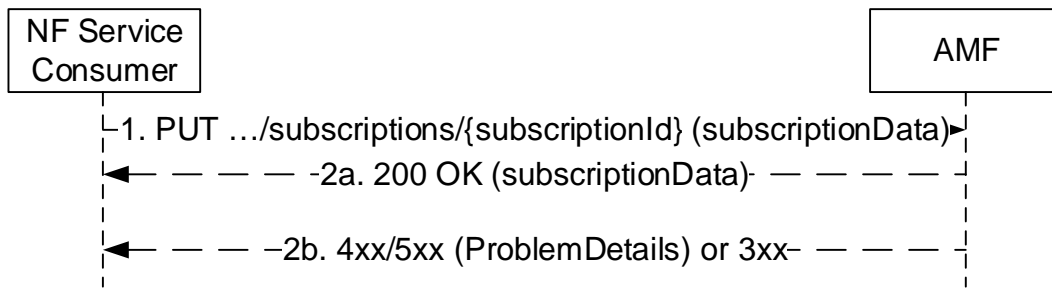 NF Service
Consumer
AMF
1. PUT …/subscriptions/{subscriptionId} (subscriptionData)
2a. 200 OK (subscriptionData)
2b. 4xx/5xx (ProblemDetails) or 3xx